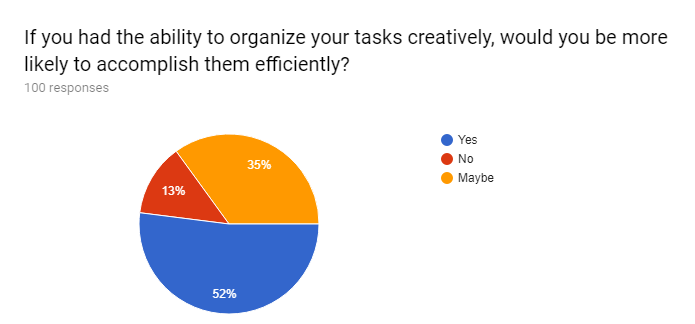 If you had the ability to organize your tasks creatively, would you be more
likely to accomplish them efficiently?
100 responses
Yes
No
Maybe
35%
13%
52%